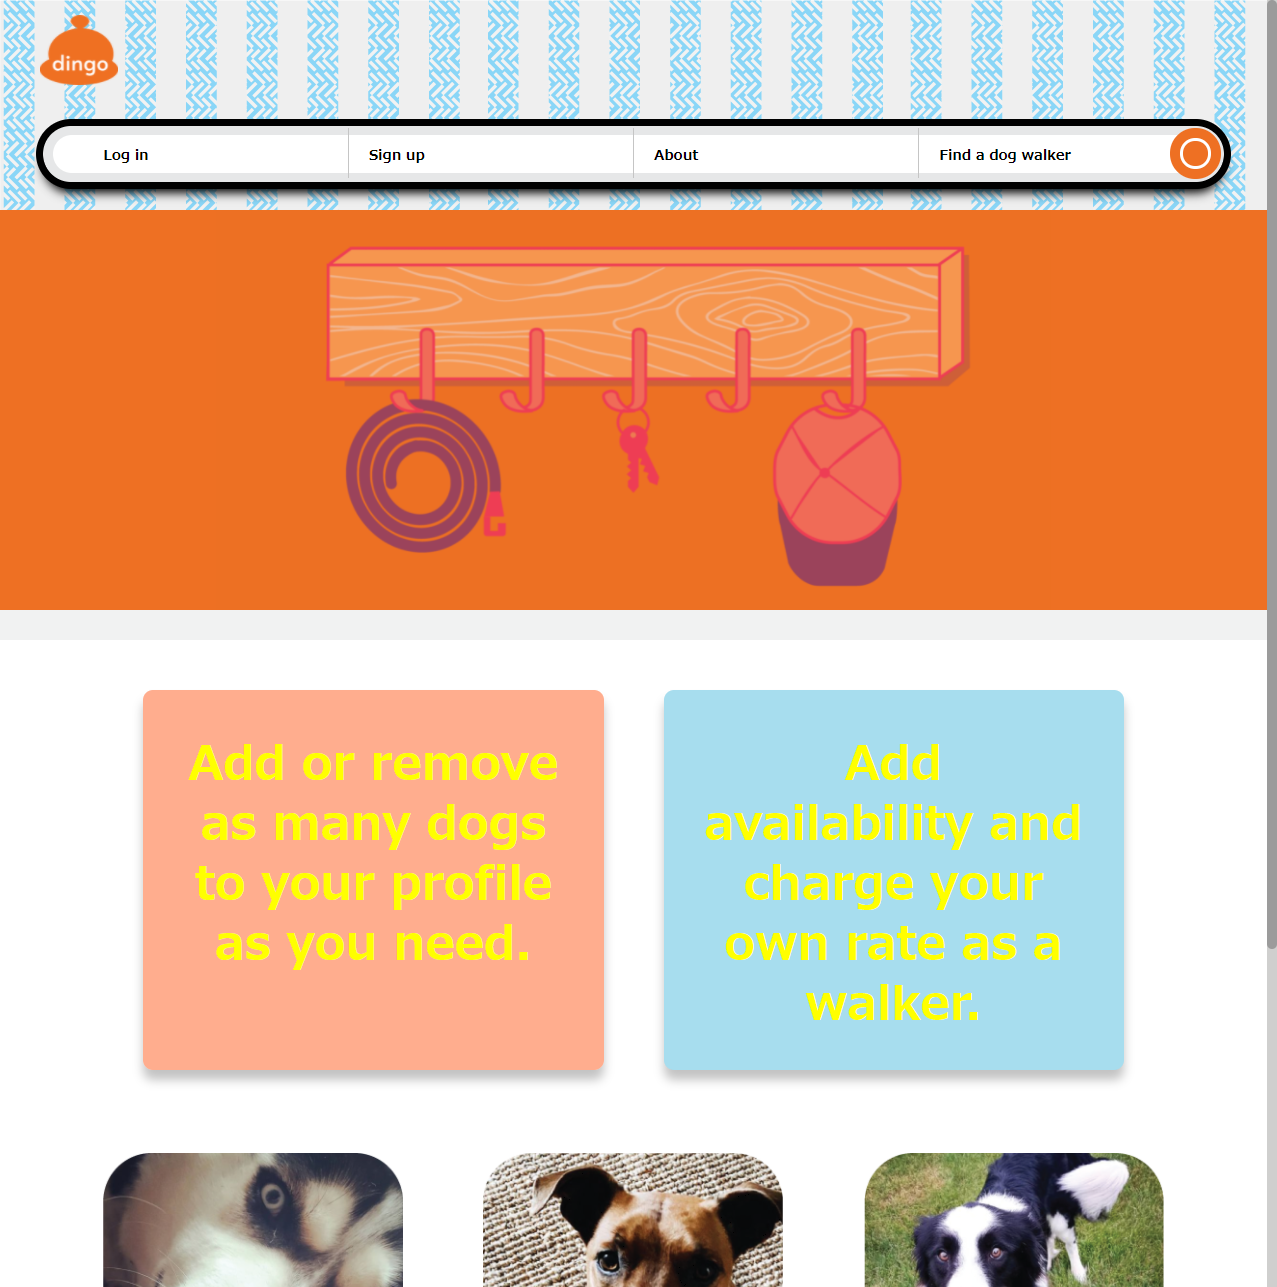 dingo
Log in
Sign up
About
Find a dog walker
Add or remove
as many dogs
to your profile
as you need.
Add
availability and
charge your
own rate as a
walker.